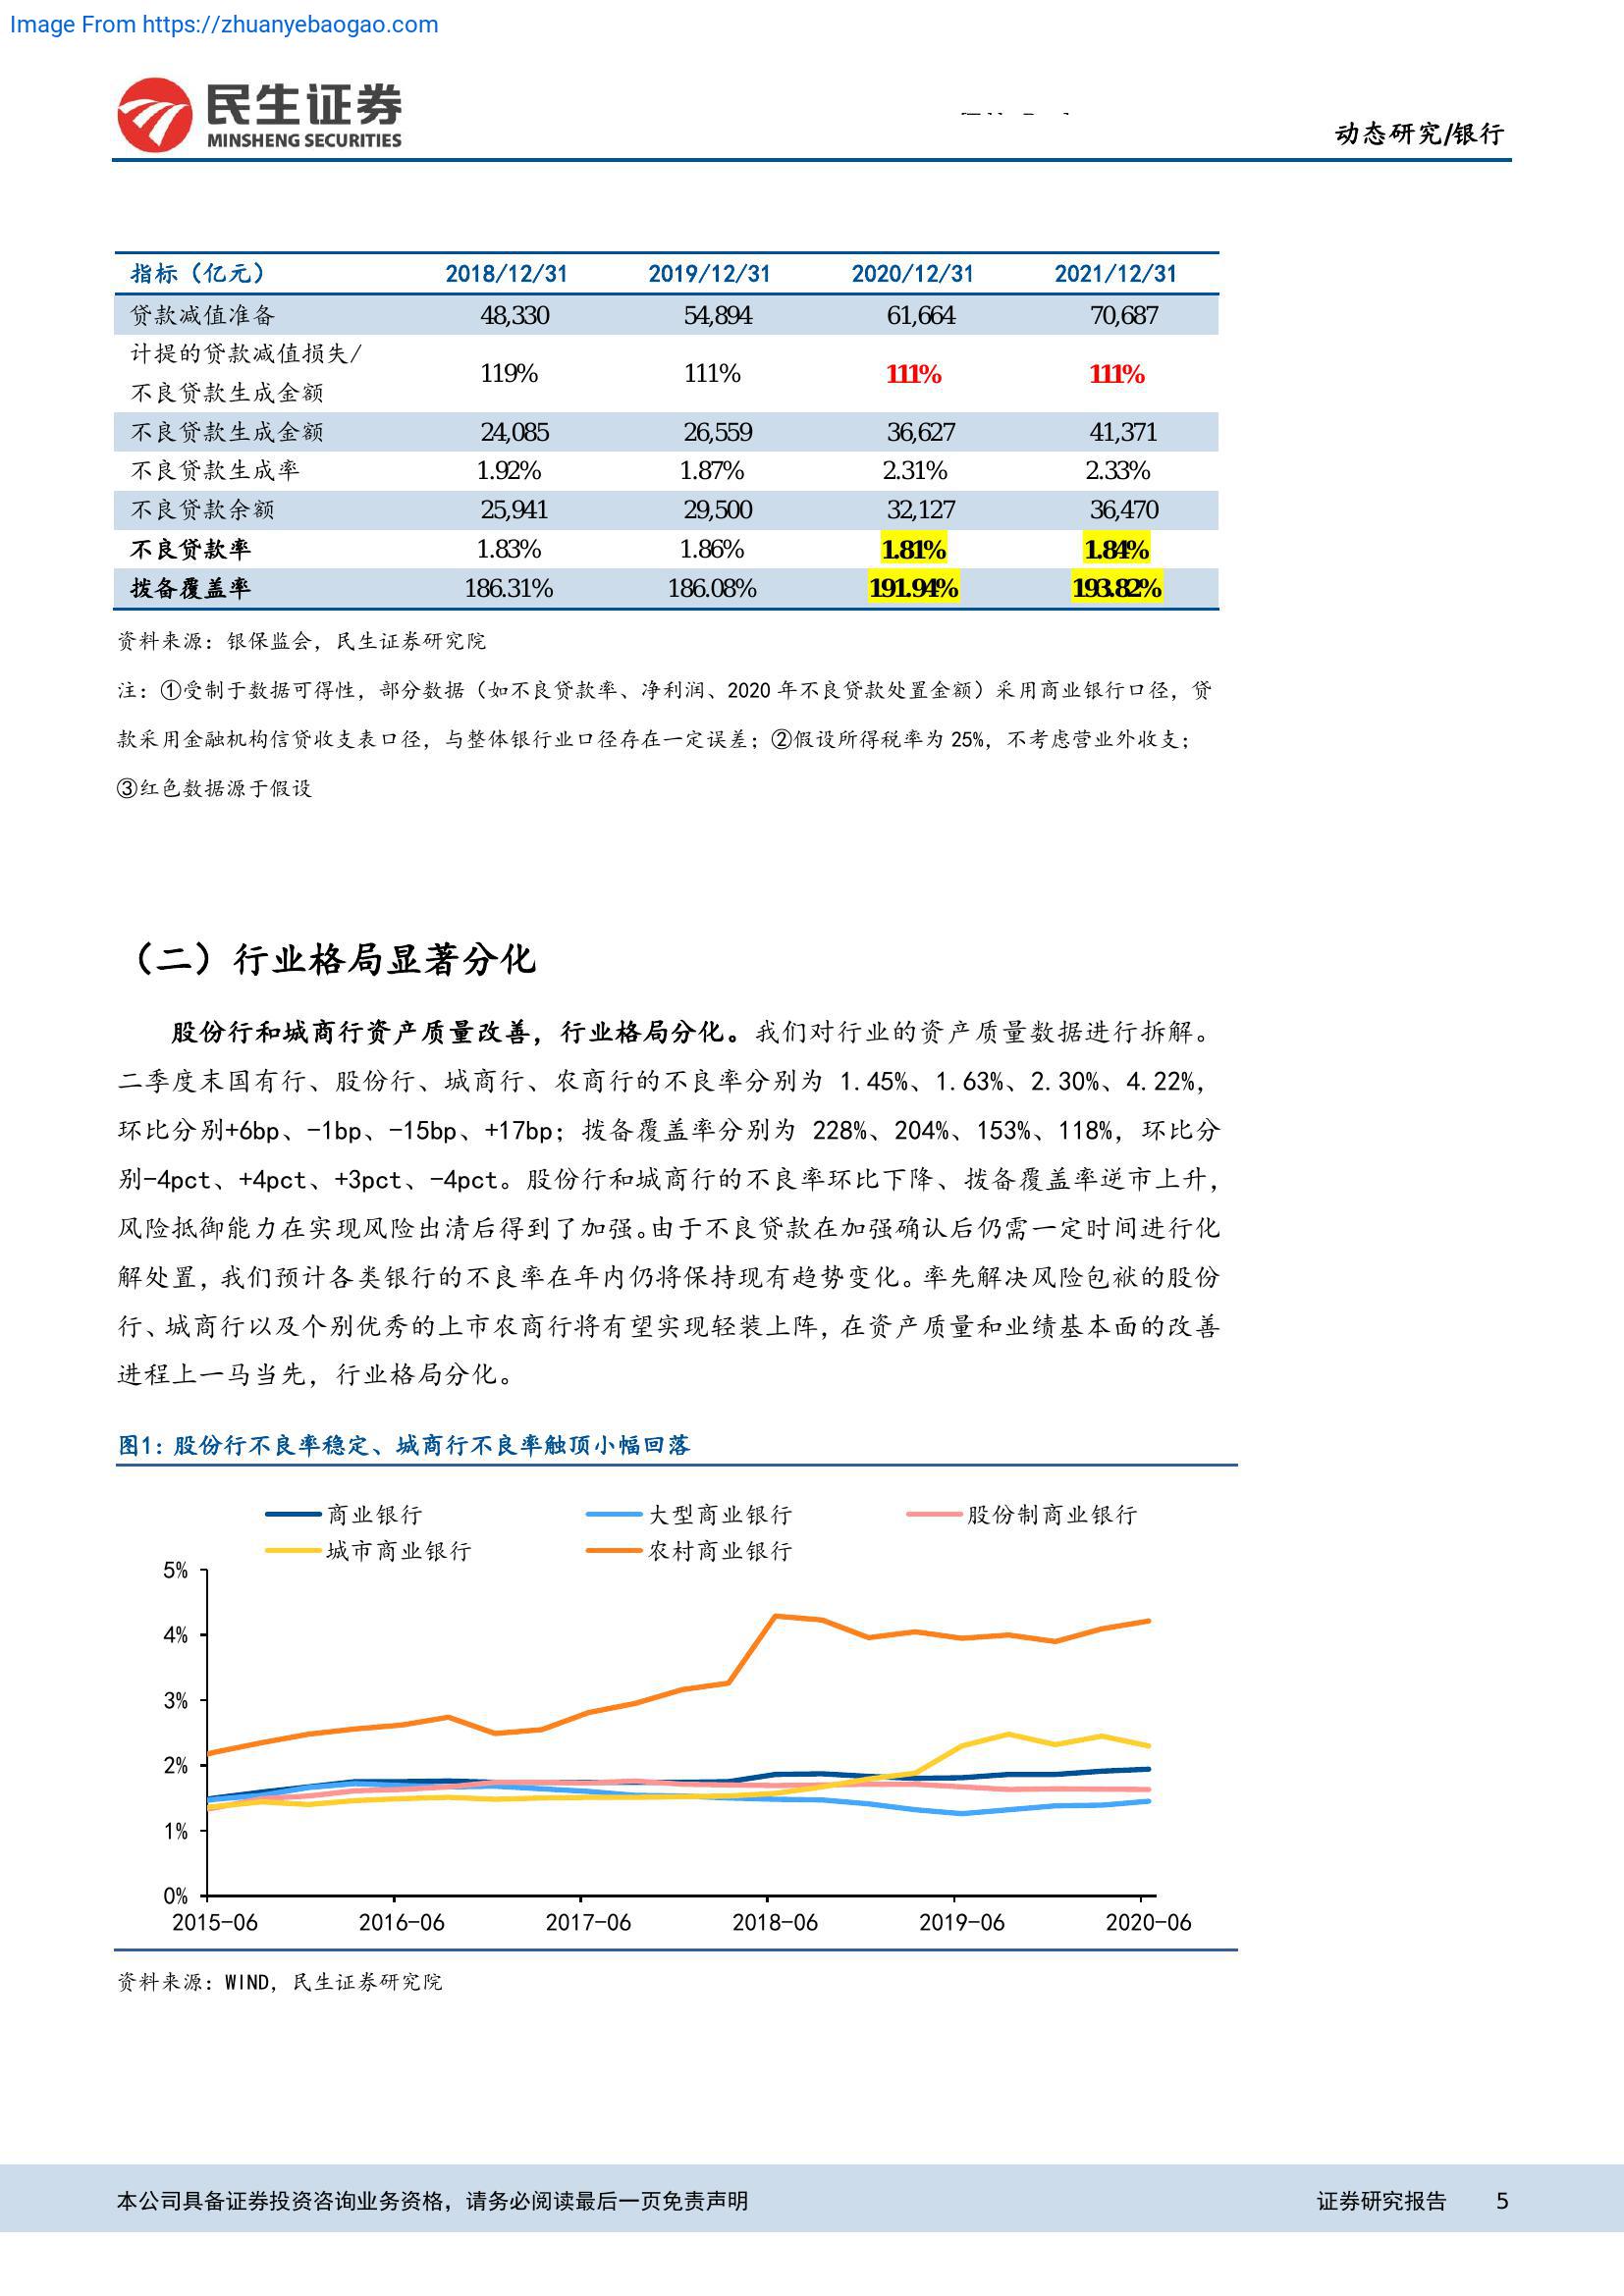 Image From https://zhuanyebaogao.com
民生证券
MINSHENG SECURITIES
动态研究/银行
指标（亿元） 2018/12/31 2019/12/31 2020/12/31 2021/12/31
贷款减值准备 48,330 54,894 61,664 70,687
计提的贷款减值损失/
不良贷款生成金额 119% 111% 111% 111%
不良贷款生成金额 24,085 26,559 36,627 41,371
不良贷款生成率 1.92% 1.87% 2.31% 2.33%
不良贷款余额 25,941 29,500 32,127 36,470
不良贷款率 1.83% 1.86% 1.81% 1.84%
拨备覆盖率 186.31% 186.08% 191.94% 193.82%
资料来源：银保监会，民生证券研究院
注：①受制于数据可得性，部分数据（如不良贷款率、净利润、2020 年不良贷款处置金额）采用商业银行口径，贷
款采用金融机构信贷收支表口径，与整体银行业口径存在一定误差；②假设所得税率为 25%，不考虑营业外收支；
③红色数据源于假设
（二）行业格局显著分化
股份行和城商行资产质量改善，行业格局分化。我们对行业的资产质量数据进行拆解。
二季度末国有行、股份行、城商行、农商行的不良率分别为 1.45%、1.63%、2.30%、4.22%，
环比分别+6bp、-1bp、-15bp、+17bp；拨备覆盖率分别为 228%、204%、153%、118%，环比分
别-4pct、+4pct、+3pct、-4pct。股份行和城商行的不良率环比下降、拨备覆盖率逆市上升，
风险抵御能力在实现风险出清后得到了加强。由于不良贷款在加强确认后仍需一定时间进行化
解处置，我们预计各类银行的不良率在年内仍将保持现有趋势变化。率先解决风险包袱的股份
行、城商行以及个别优秀的上市农商行将有望实现轻装上阵，在资产质量和业绩基本面的改善
进程上一马当先，行业格局分化。
图1：股份行不良率稳定、城商行不良率触顶小幅回落
商业银行 大型商业银行 股份制商业银行
城市商业银行 农村商业银行
5%
4%
3%
2%
1%
0%
2015-06 2016-06 2017-06 2018-06 2019-06 2020-06
资料来源：WIND，民生证券研究院
本公司具备证券投资咨询业务资格，请务必阅读最后一页免责声明 证券研究报告 5